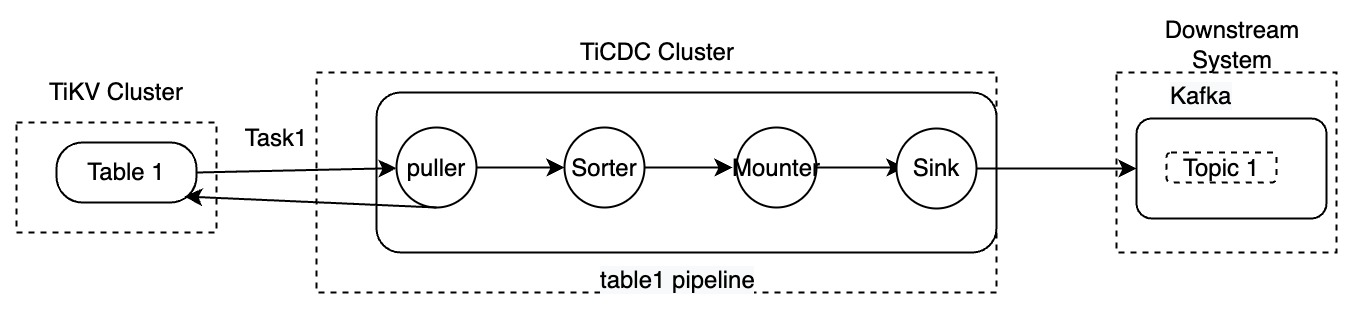 Downstream
System
TiCDC Cluster
TiKV Cluster
Kafka
Task1
Table 1
puller
Sorter
Mounter
Sink
Topic 1
table1 pipeline